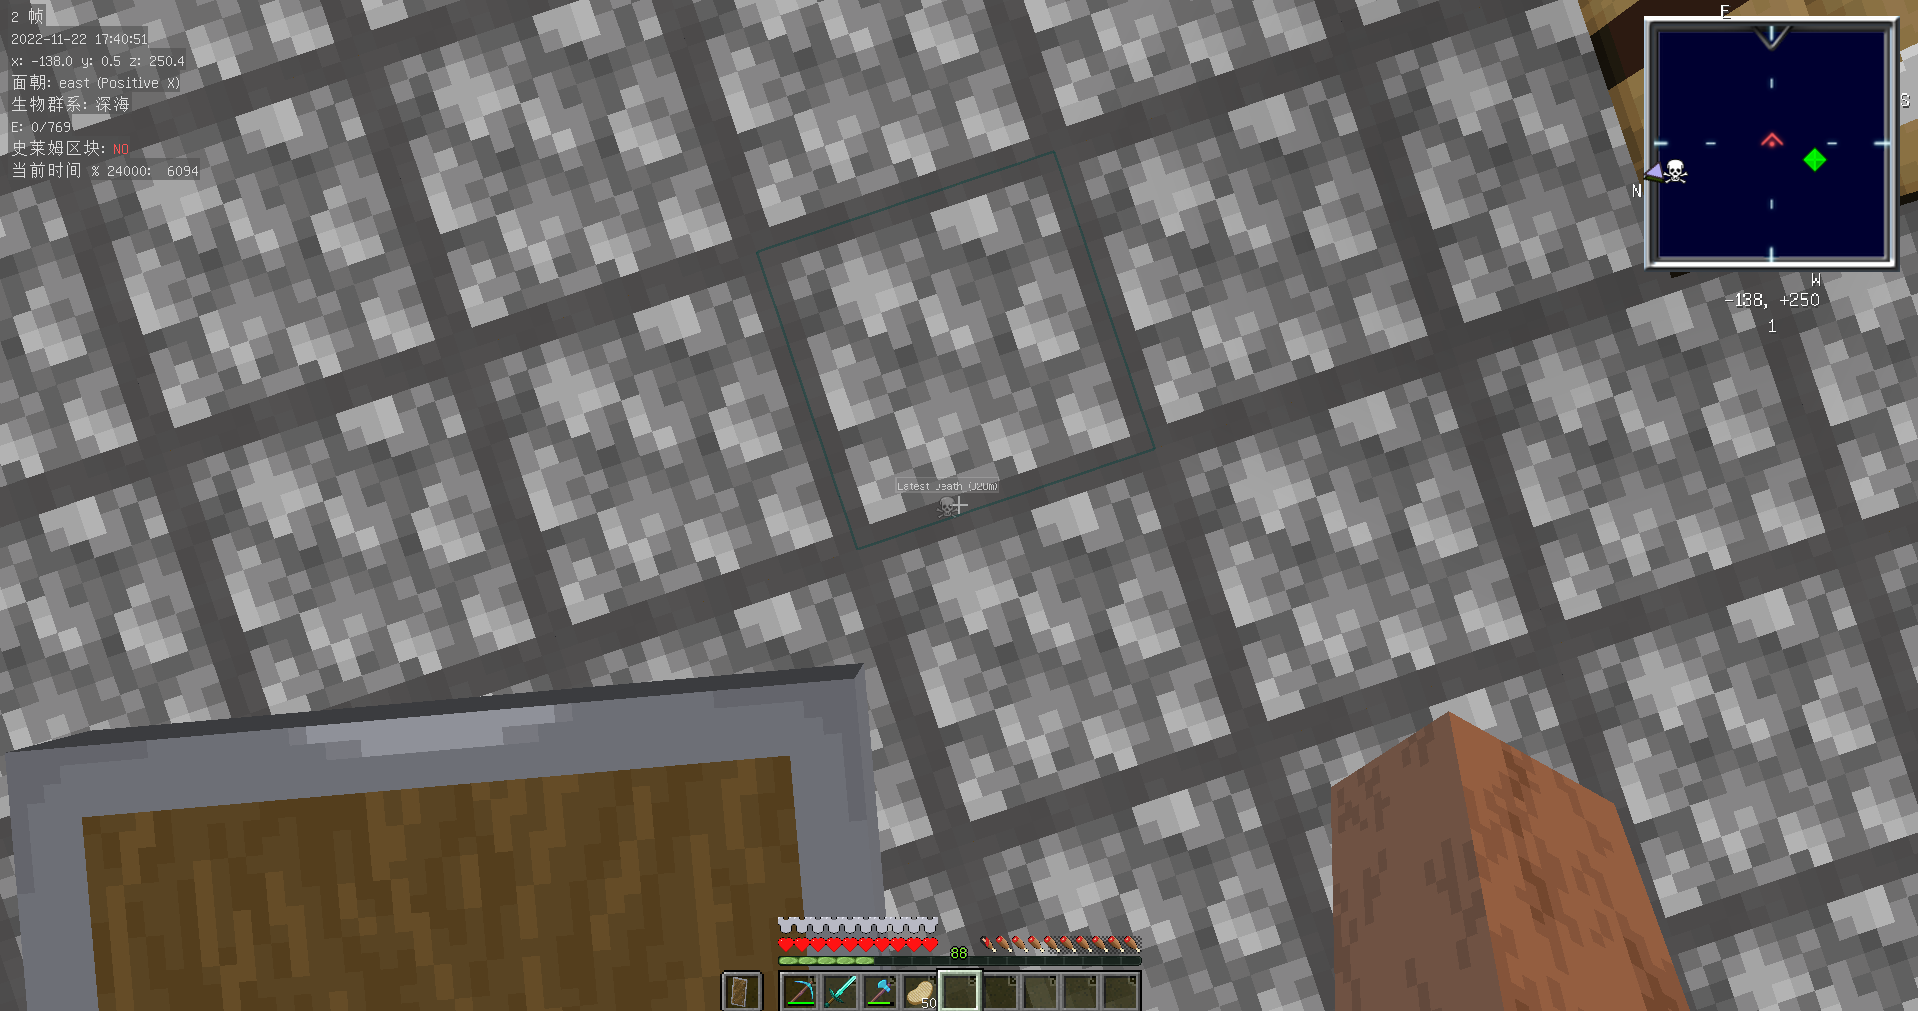 2 帧
2022-11-22 17:40:51
x: -138.0 y: 0.5 z: 250.4
面朝: east (Positive X)
生物群系: 深海
E: 0/769
史莱姆区块: NO
当前时间 % 24000: 6094
E
S
N
W
-138, +250
1
Latest Death
88
50